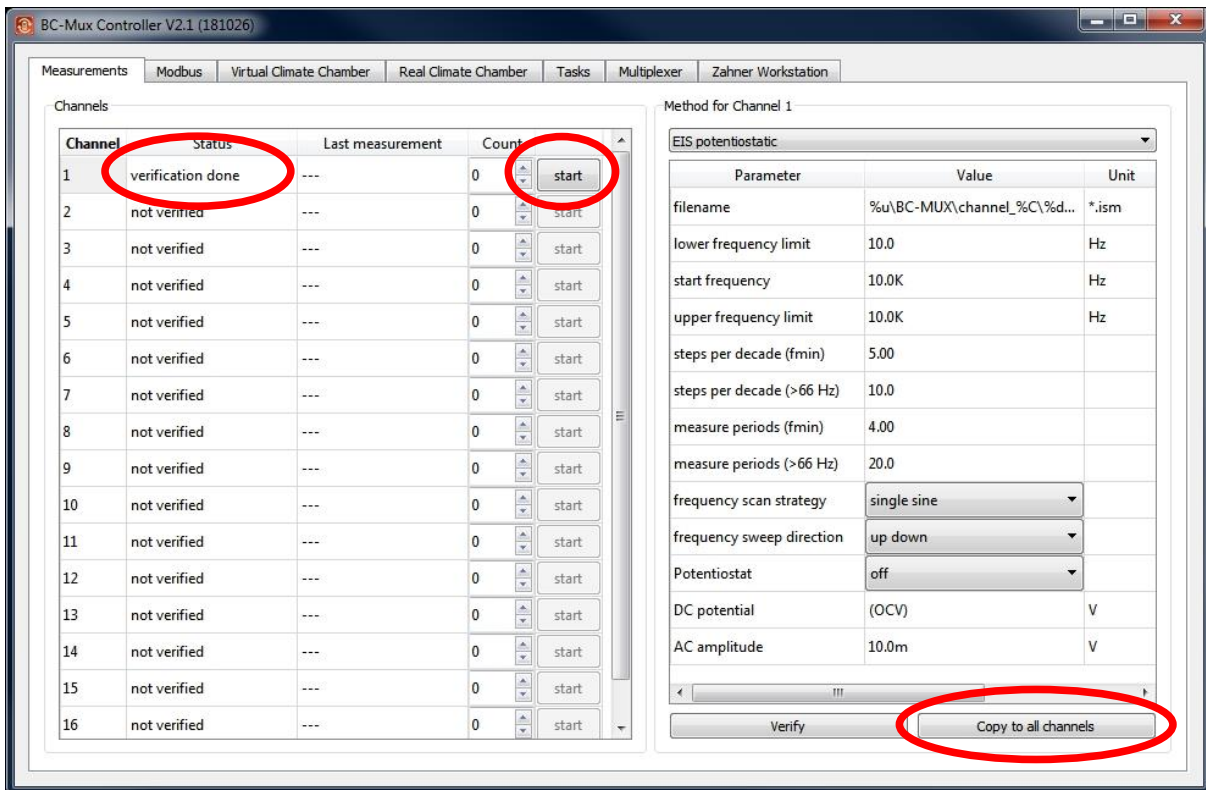 BC-Mux Controller V2.1 (181026)
Measurements Modbus Virtual Climate Chamber Real Climate Chamber Tasks Multiplexer Zahner Workstation
Channels
Channel Status Last measurement Count
1 verification done --- 0 start
2 not verified --- 0 start
3 not verified --- 0 start
4 not verified --- 0 start
5 not verified --- 0 start
6 not verified --- 0 start
7 not verified --- 0 start
8 not verified --- 0 start
9 not verified --- 0 start
10 not verified --- 0 start
11 not verified --- 0 start
12 not verified --- 0 start
13 not verified --- 0 start
14 not verified --- 0 start
15 not verified --- 0 start
16 not verified --- 0 start
Method for Channel 1
EIS potentiostatic
Parameter Value Unit
filename %u\BC-MUX\channel_%C\%d... *.ism
lower frequency limit 10.0 Hz
start frequency 10.0K Hz
upper frequency limit 10.0K Hz
steps per decade (fmin) 5.00
steps per decade (>66 Hz) 10.0
measure periods (fmin) 4.00
measure periods (>66 Hz) 20.0
frequency scan strategy single sine
frequency sweep direction up down
Potentiostat off
DC potential (OCV) V
AC amplitude 10.0m V
Verify Copy to all channels